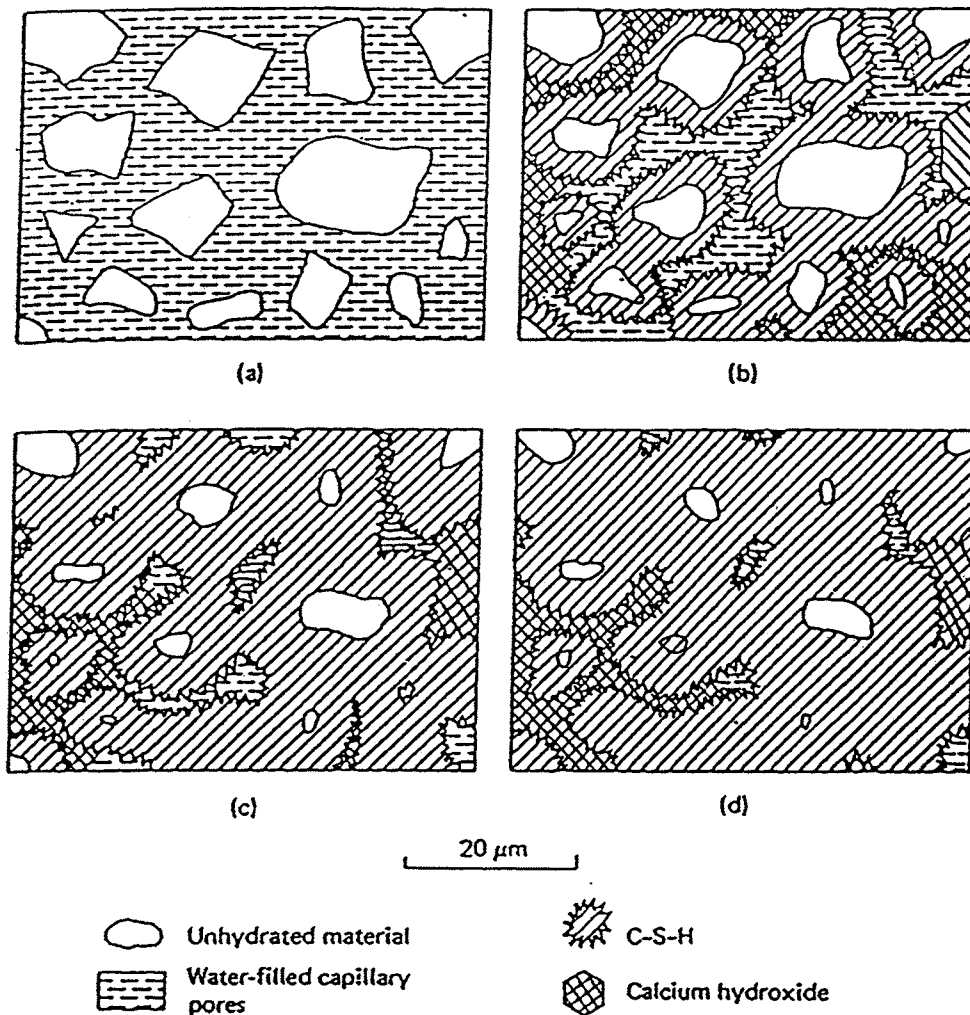 (a)
(b)
(c)
(d)
20 μm
Unhydrated material
C-S-H
Water-filled capillary
pores
Calcium hydroxide